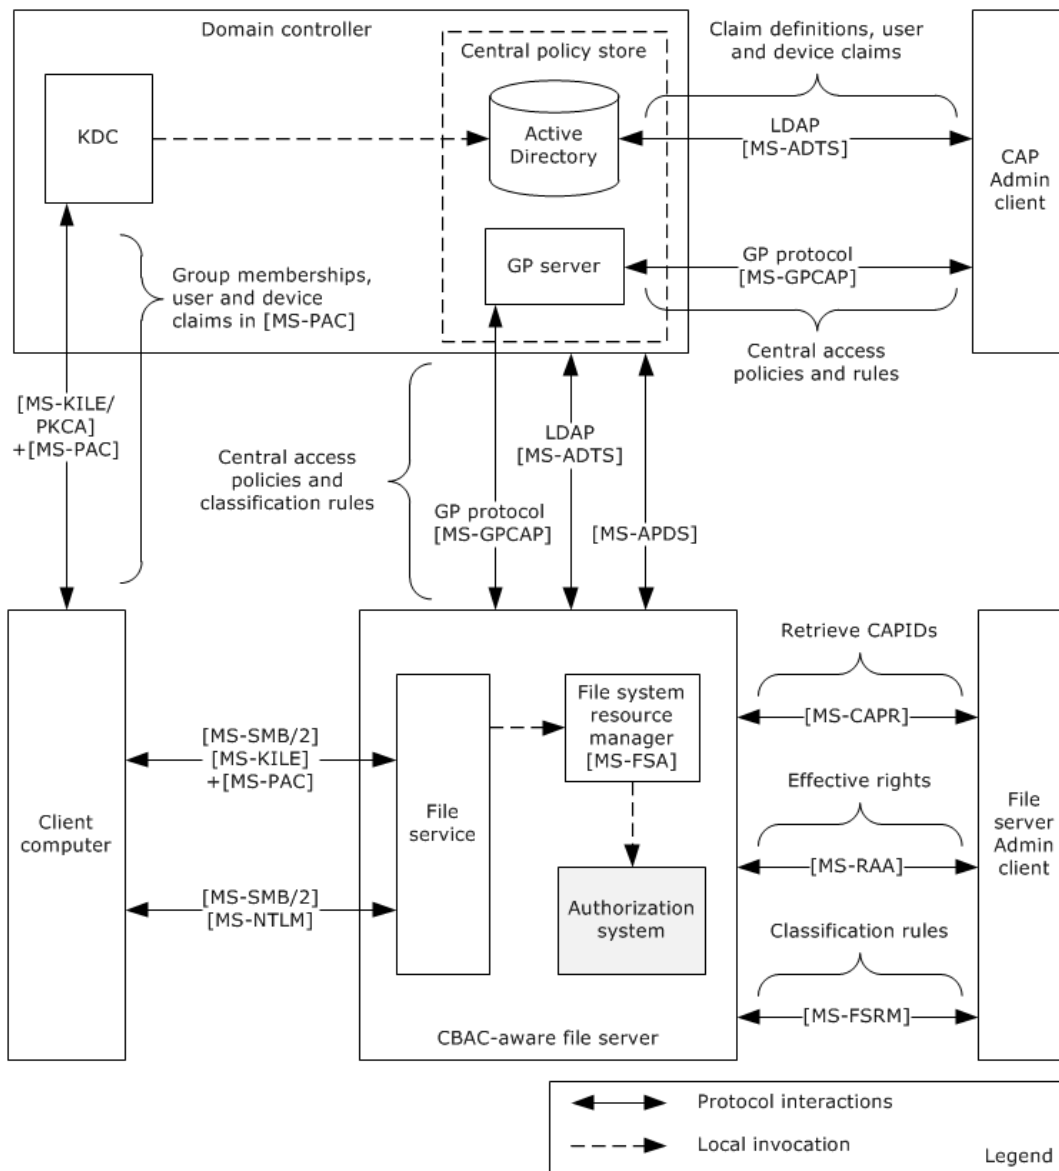 Domain controller
Central policy store
KDC
Active
Directory
GP server
Claim definitions, user
and device claims
LDAP
[MS-ADTS]
CAP
Admin
client
GP protocol
[MS-GPCAP]
Central access
policies and rules
Group memberships,
user and device
claims in [MS-PAC]
[MS-KILE/
PKCA]
+[MS-PAC]
Central access
policies and
classification rules
GP protocol
[MS-GPCAP]
LDAP
[MS-ADTS]
[MS-APDS]
Client
computer
[MS-SMB/2]
[MS-KILE]
+[MS-PAC]
[MS-SMB/2]
[MS-NTLM]
File
service
File system
resource
manager
[MS-FSA]
Authorization
system
CBAC-aware file server
Retrieve CAPIDs
[MS-CAPR]
Effective rights
[MS-RAA]
Classification rules
[MS-FSRM]
File
server
Admin
client
Protocol interactions
Local invocation
Legend